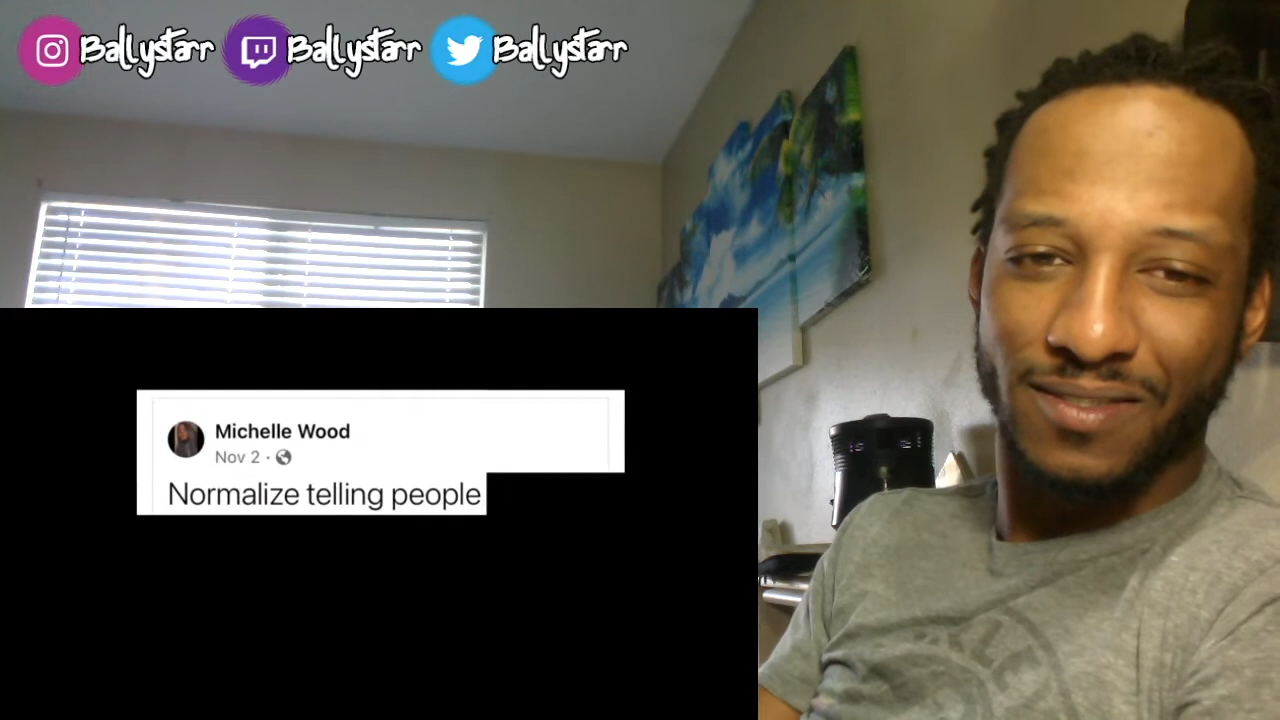 Ballystarr Ballystarr Ballystarr
Michelle Wood
Nov 2 ·
Normalize telling people